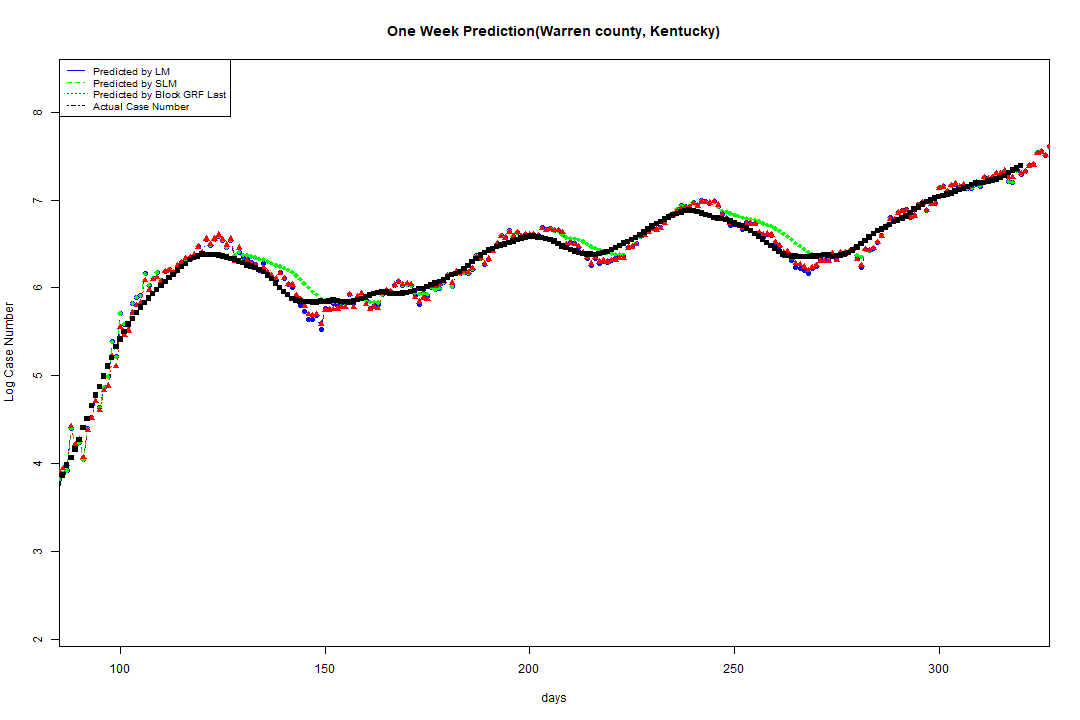 One Week Prediction(Warren county, Kentucky)
Predicted by LM
Predicted by SLM
Predicted by Block GRF Last
Actual Case Number
8
7
6
5
4
3
2
Log Case Number
100 150 200 250 300
days